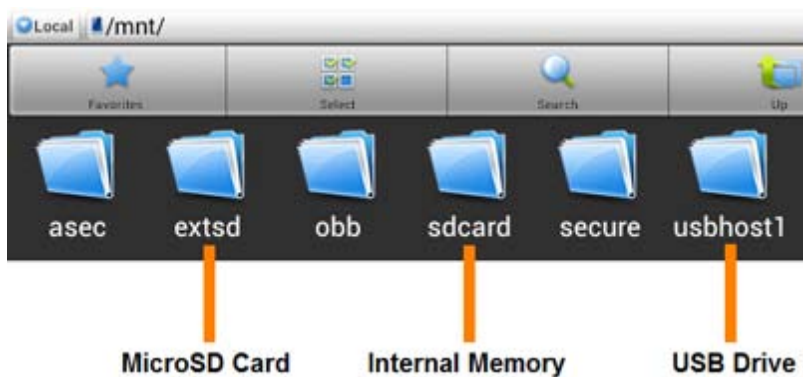 Local /mnt/
Favorites Select Search Up
asec extsd obb sdcard secure usbhost1
MicroSD Card Internal Memory USB Drive